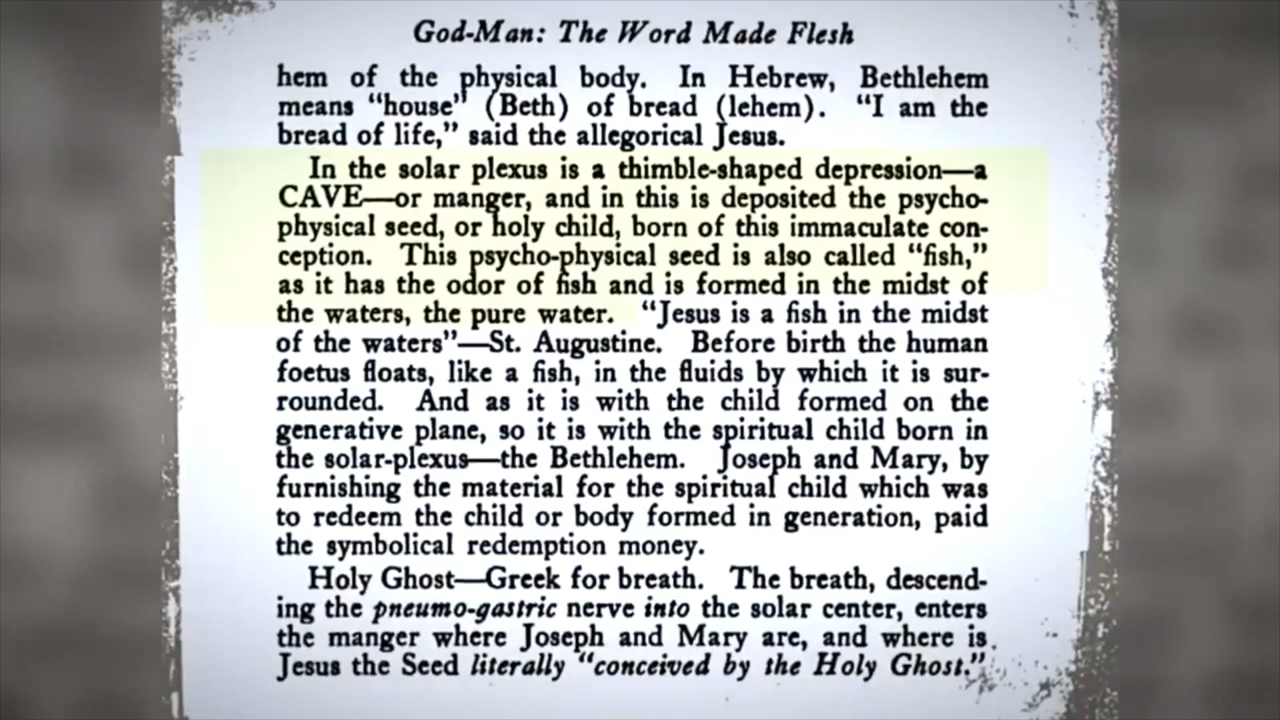 God-Man: The Word Made Flesh
hem of the physical body. In Hebrew, Bethlehem
means "house" (Beth) of bread (lehem). "I am the
bread of life," said the allegorical Jesus.
In the solar plexus is a thimble-shaped depression—a
CAVE—or manger, and in this is deposited the psycho-
physical seed, or holy child, born of this immaculate con-
ception. This psycho-physical seed is also called "fish,"
as it has the odor of fish and is formed in the midst of
the waters, the pure water. "Jesus is a fish in the midst
of the waters"—St. Augustine. Before birth the human
foetus floats, like a fish, in the fluids by which it is sur-
rounded. And as it is with the child formed on the
generative plane, so it is with the spiritual child born in
the solar-plexus—the Bethlehem. Joseph and Mary, by
furnishing the material for the spiritual child which was
to redeem the child or body formed in generation, paid
the symbolical redemption money.
Holy Ghost—Greek for breath. The breath, descend-
ing the pneumo-gastric nerve into the solar center, enters
the manger where Joseph and Mary are, and where is
Jesus the Seed literally "conceived by the Holy Ghost."